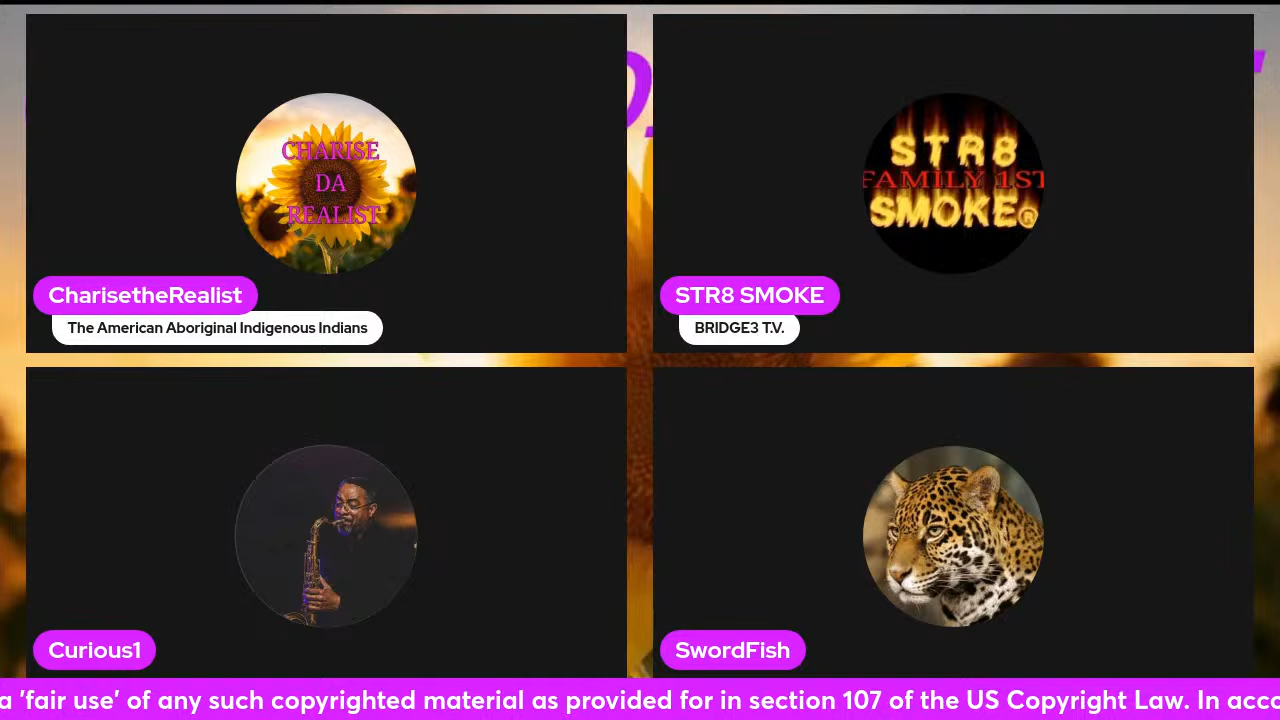 CHARISE
DA
REALIST
CharisetheRealist
The American Aboriginal Indigenous Indians
STR8
FAMILY 1ST
SMOKE®
STR8 SMOKE
BRIDGE3 T.V.
Curious1
SwordFish
a 'fair use' of any such copyrighted material as provided for in section 107 of the US Copyright Law. In acco